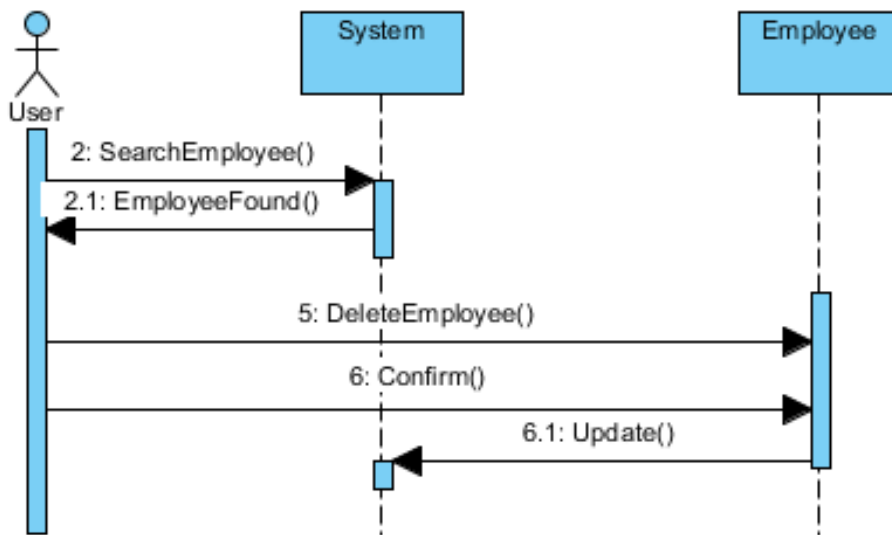 System
Employee
User
2: SearchEmployee()
2.1: EmployeeFound()
5: DeleteEmployee()
6: Confirm()
6.1: Update()